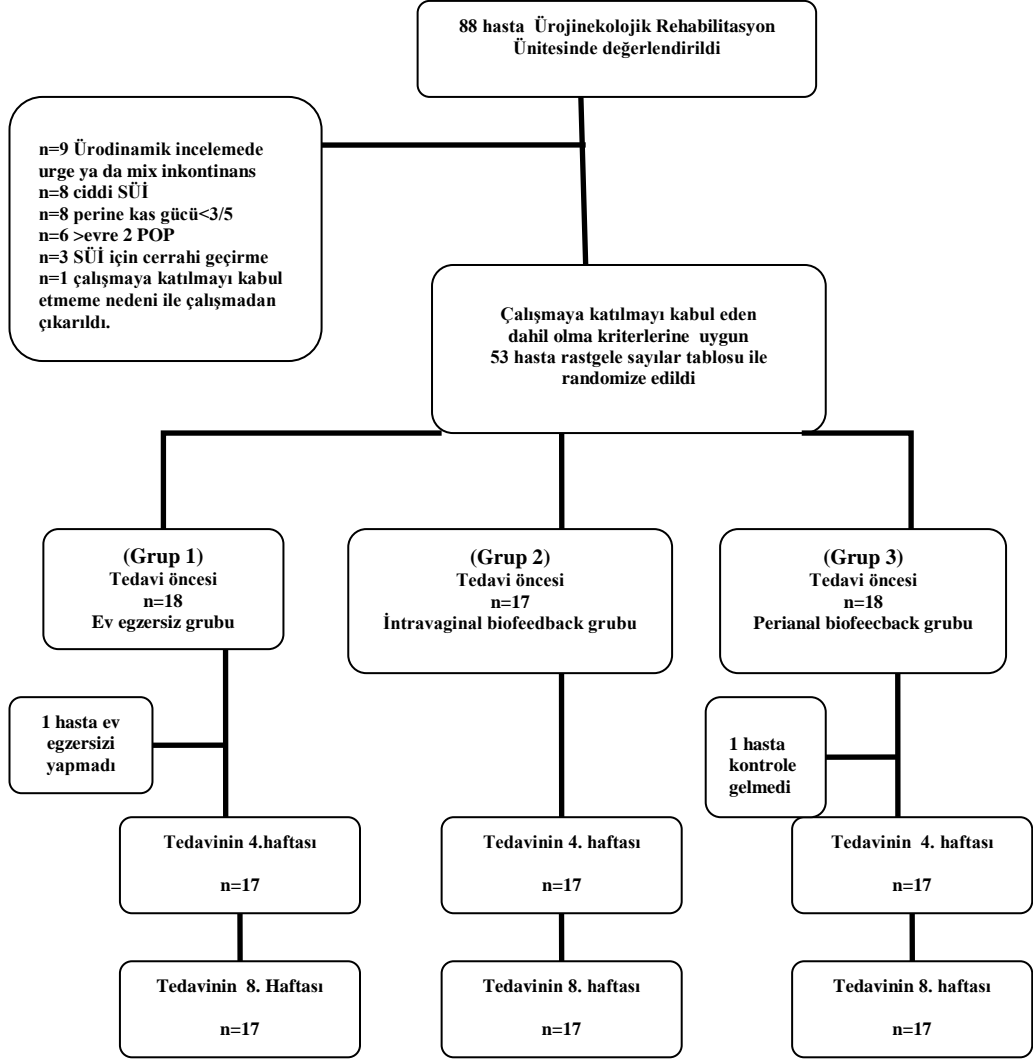 88 hasta Ürojinekolojik Rehabilitasyon
Ünitesinde değerlendirildi
n=9 Ürodinamik incelemede
urge ya da mix inkontinans
n=8 ciddi SÜİ
n=8 perine kas gücü<3/5
n=6 >evre 2 POP
n=3 SÜİ için cerrahi geçirme
n=1 çalışmaya katılmayı kabul
etmeme nedeni ile çalışmadan
çıkarıldı.
Çalışmaya katılmayı kabul eden
dahil olma kriterlerine uygun
53 hasta rastgele sayılar tablosu ile
randomize edildi
(Grup 1)
Tedavi öncesi
n=18
Ev egzersiz grubu
(Grup 2)
Tedavi öncesi
n=17
İntravaginal biofeedback grubu
(Grup 3)
Tedavi öncesi
n=18
Perianal biofeecback grubu
1 hasta ev
egzersizi
yapmadı
1 hasta
kontrole
gelmedi
Tedavinin 4.haftası
n=17
Tedavinin 4. haftası
n=17
Tedavinin 4. haftası
n=17
Tedavinin 8. Haftası
n=17
Tedavinin 8. haftası
n=17
Tedavinin 8. haftası
n=17